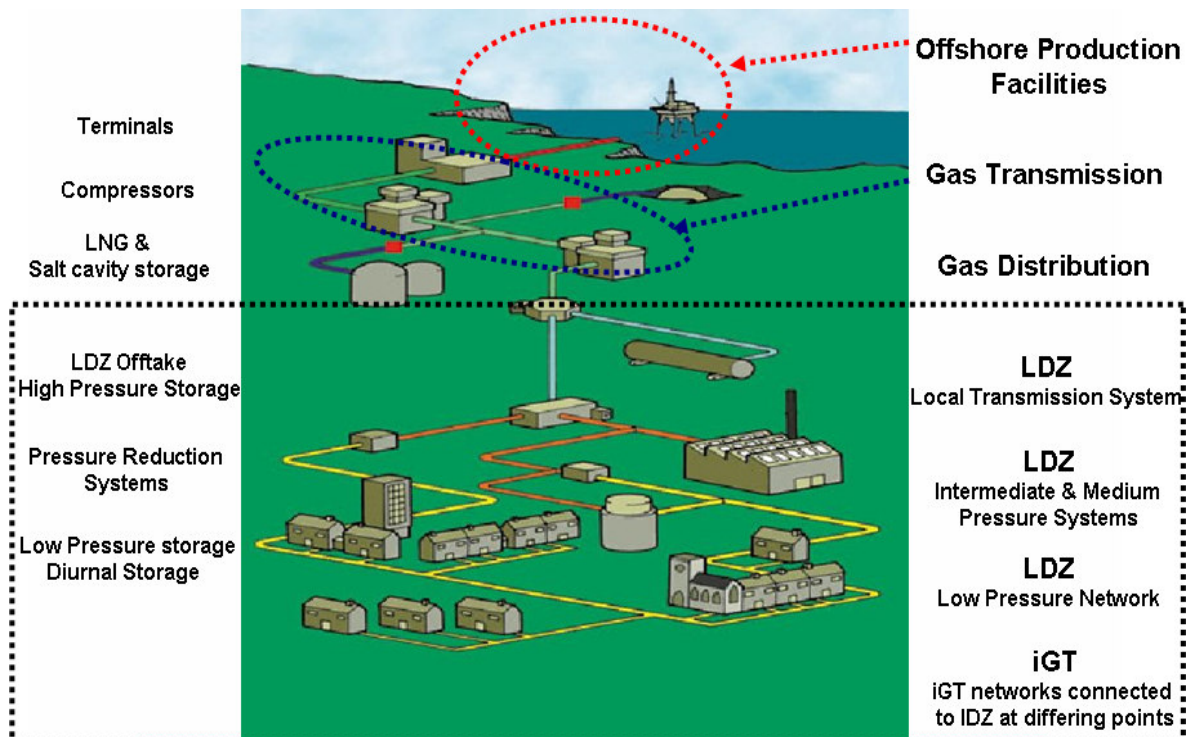 Offshore Production
Facilities
Terminals
Gas Transmission
Compressors
LNG &
Salt cavity storage
Gas Distribution
LDZ Offtake
High Pressure Storage
LDZ
Local Transmission System
Pressure Reduction
Systems
LDZ
Intermediate & Medium
Pressure Systems
Low Pressure storage
Diurnal Storage
LDZ
Low Pressure Network
iGT
iGT networks connected
to IDZ at differing points